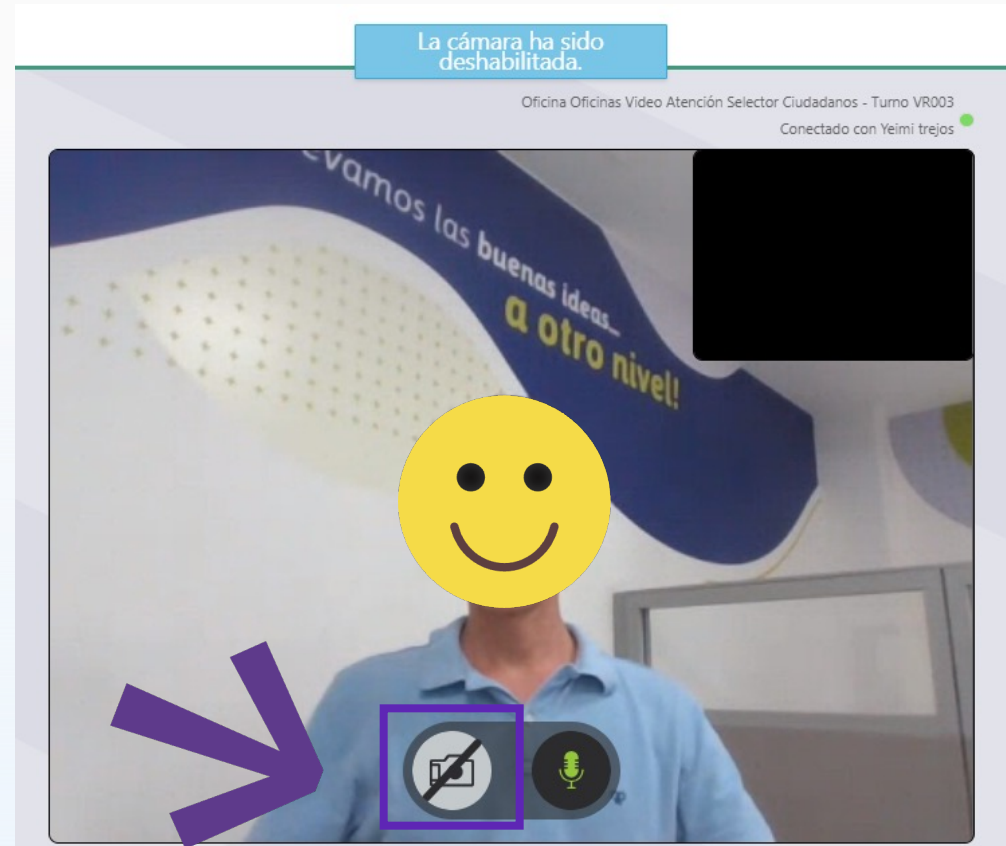 La cámara ha sido
deshabilitada.
Oficina Oficinas Video Atención Selector Ciudadanos - Turno VR003
Conectado con Yeimi trejos
evamos las buenas ideas...
a otro nivel!